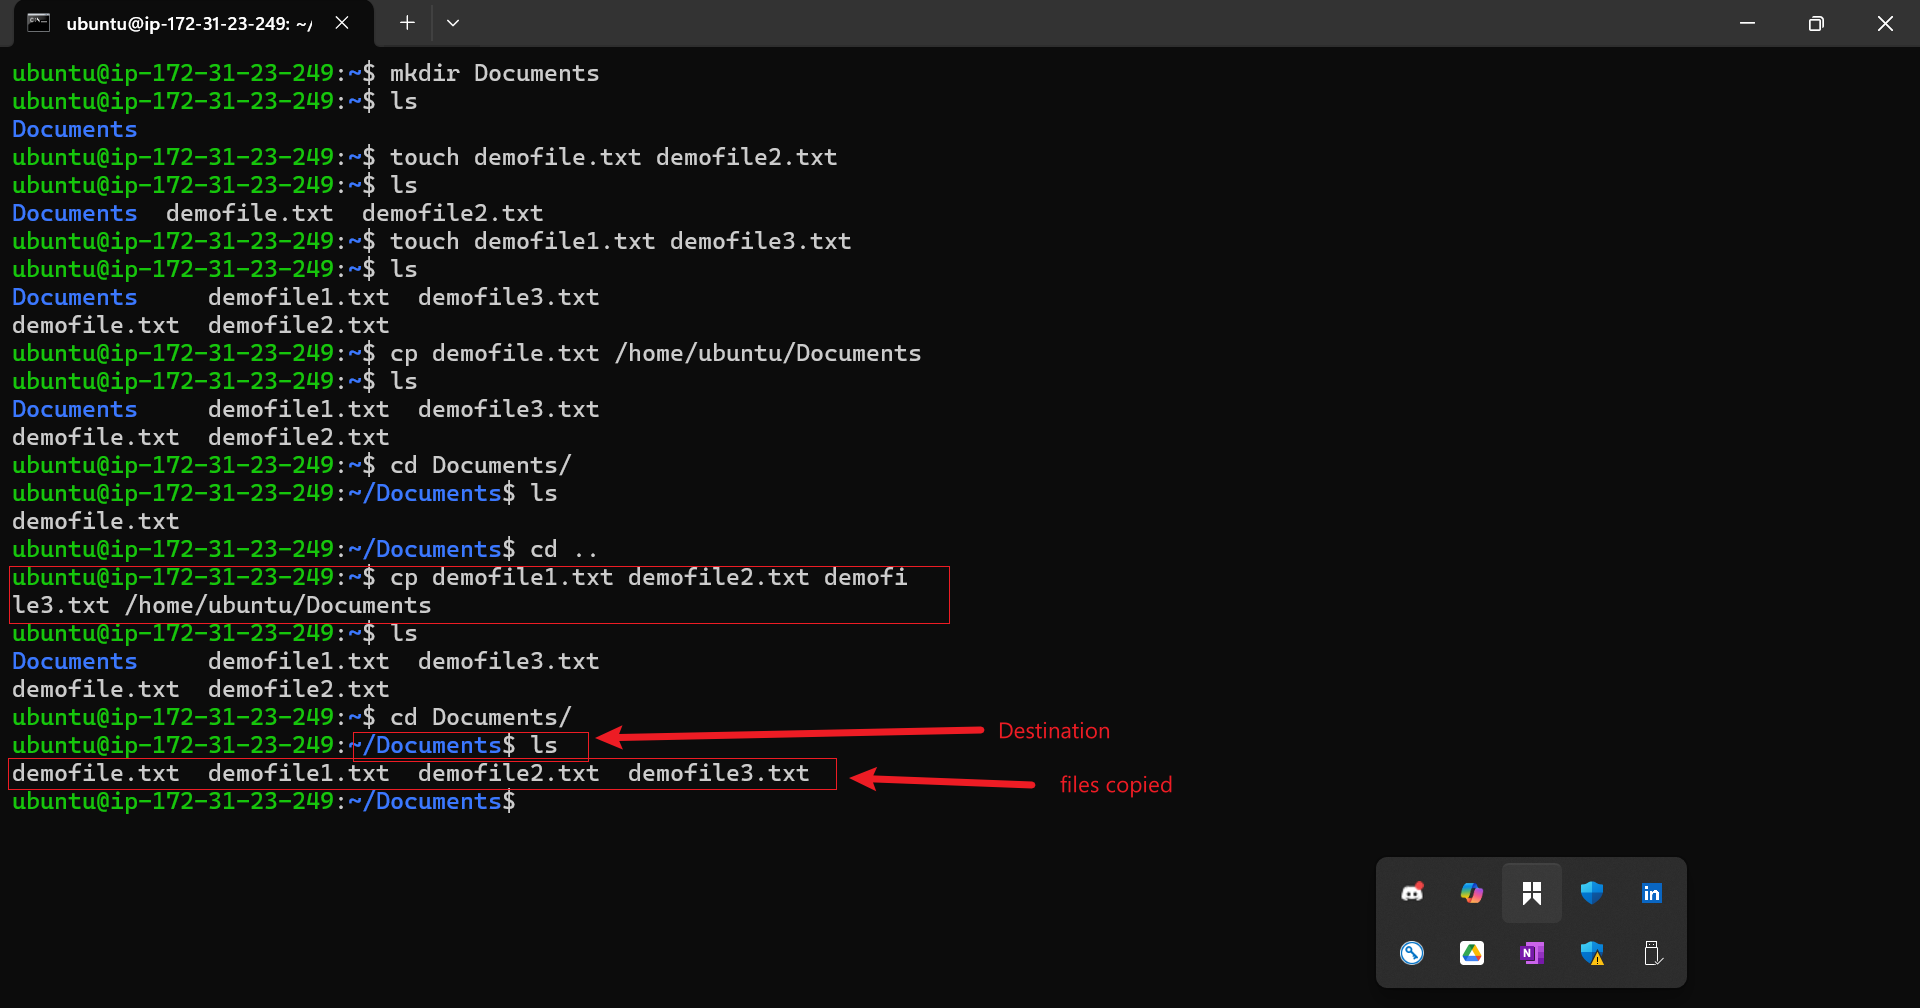 ubuntu@ip-172-31-23-249: ~/
ubuntu@ip-172-31-23-249:~$ mkdir Documents
ubuntu@ip-172-31-23-249:~$ ls
Documents
ubuntu@ip-172-31-23-249:~$ touch demofile.txt demofile2.txt
ubuntu@ip-172-31-23-249:~$ ls
Documents  demofile.txt  demofile2.txt
ubuntu@ip-172-31-23-249:~$ touch demofile1.txt demofile3.txt
ubuntu@ip-172-31-23-249:~$ ls
Documents     demofile1.txt  demofile3.txt
demofile.txt  demofile2.txt
ubuntu@ip-172-31-23-249:~$ cp demofile.txt /home/ubuntu/Documents
ubuntu@ip-172-31-23-249:~$ ls
Documents     demofile1.txt  demofile3.txt
demofile.txt  demofile2.txt
ubuntu@ip-172-31-23-249:~$ cd Documents/
ubuntu@ip-172-31-23-249:~/Documents$ ls
demofile.txt
ubuntu@ip-172-31-23-249:~/Documents$ cd ..
ubuntu@ip-172-31-23-249:~$ cp demofile1.txt demofile2.txt demofi
le3.txt /home/ubuntu/Documents
ubuntu@ip-172-31-23-249:~$ ls
Documents     demofile1.txt  demofile3.txt
demofile.txt  demofile2.txt
ubuntu@ip-172-31-23-249:~$ cd Documents/
ubuntu@ip-172-31-23-249:~/Documents$ ls
Destination
demofile.txt  demofile1.txt  demofile2.txt  demofile3.txt
files copied
ubuntu@ip-172-31-23-249:~/Documents$
in
N